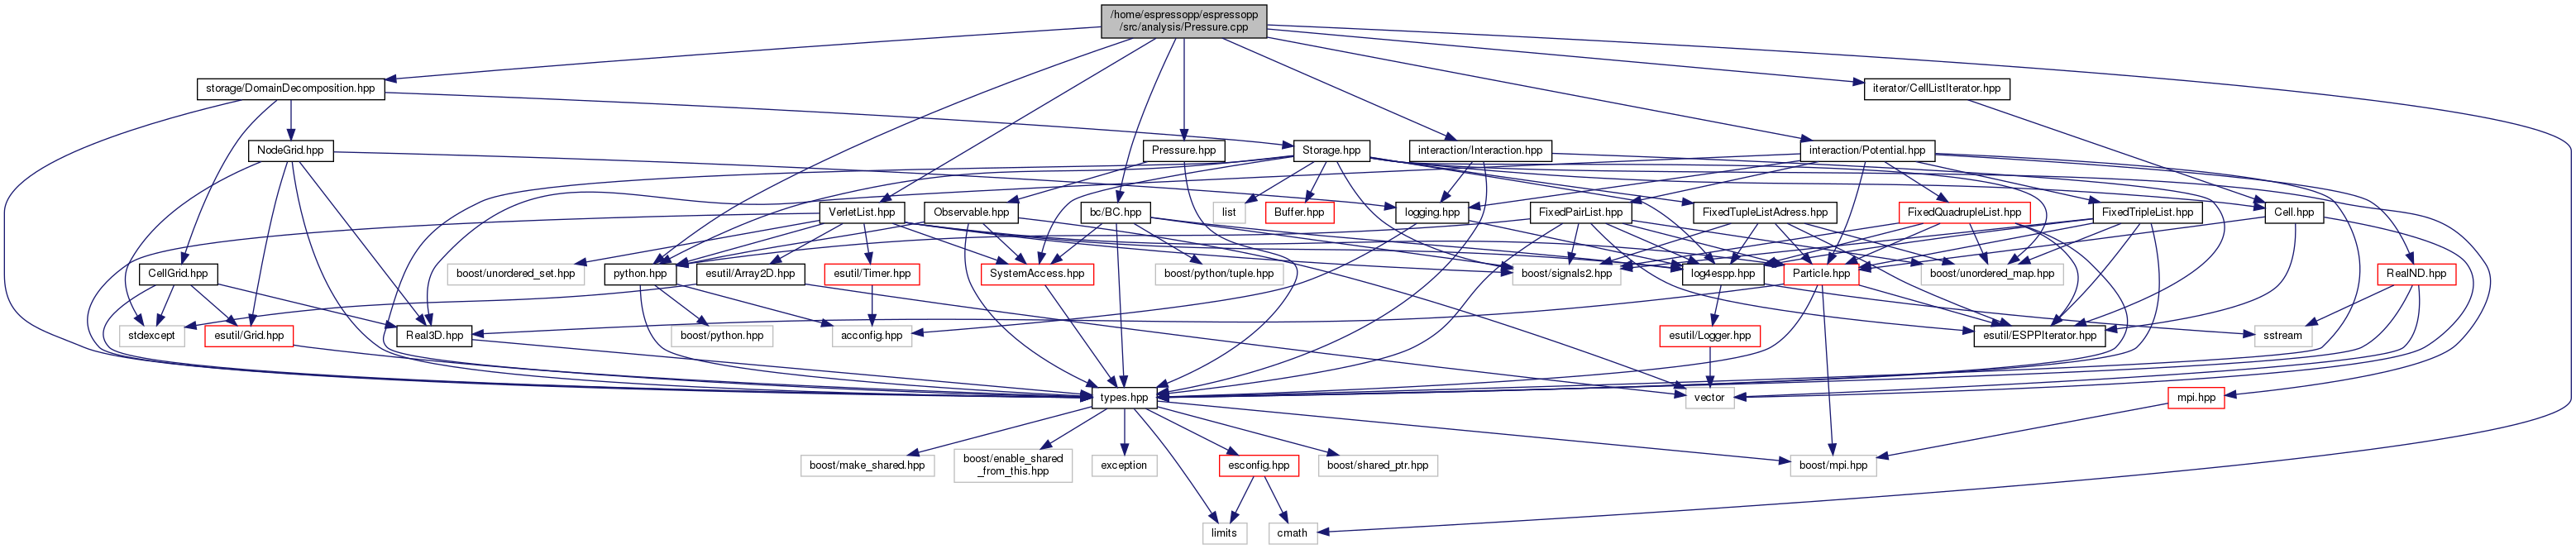 /home/espressopp/espressopp
/src/analysis/Pressure.cpp
storage/DomainDecomposition.hpp
iterator/CellListIterator.hpp
NodeGrid.hpp
Pressure.hpp
Storage.hpp
interaction/Interaction.hpp
interaction/Potential.hpp
VerletList.hpp
Observable.hpp
bc/BC.hpp
list
Buffer.hpp
logging.hpp
FixedPairList.hpp
FixedTupleListAdress.hpp
FixedQuadrupleList.hpp
FixedTripleList.hpp
Cell.hpp
CellGrid.hpp
boost/unordered_set.hpp
python.hpp
esutil/Array2D.hpp
esutil/Timer.hpp
SystemAccess.hpp
boost/python/tuple.hpp
boost/signals2.hpp
log4espp.hpp
Particle.hpp
boost/unordered_map.hpp
RealND.hpp
stdexcept
esutil/Grid.hpp
Real3D.hpp
boost/python.hpp
acconfig.hpp
esutil/Logger.hpp
esutil/ESPPIterator.hpp
sstream
types.hpp
vector
mpi.hpp
boost/make_shared.hpp
boost/enable_shared
_from_this.hpp
exception
esconfig.hpp
boost/shared_ptr.hpp
boost/mpi.hpp
limits
cmath